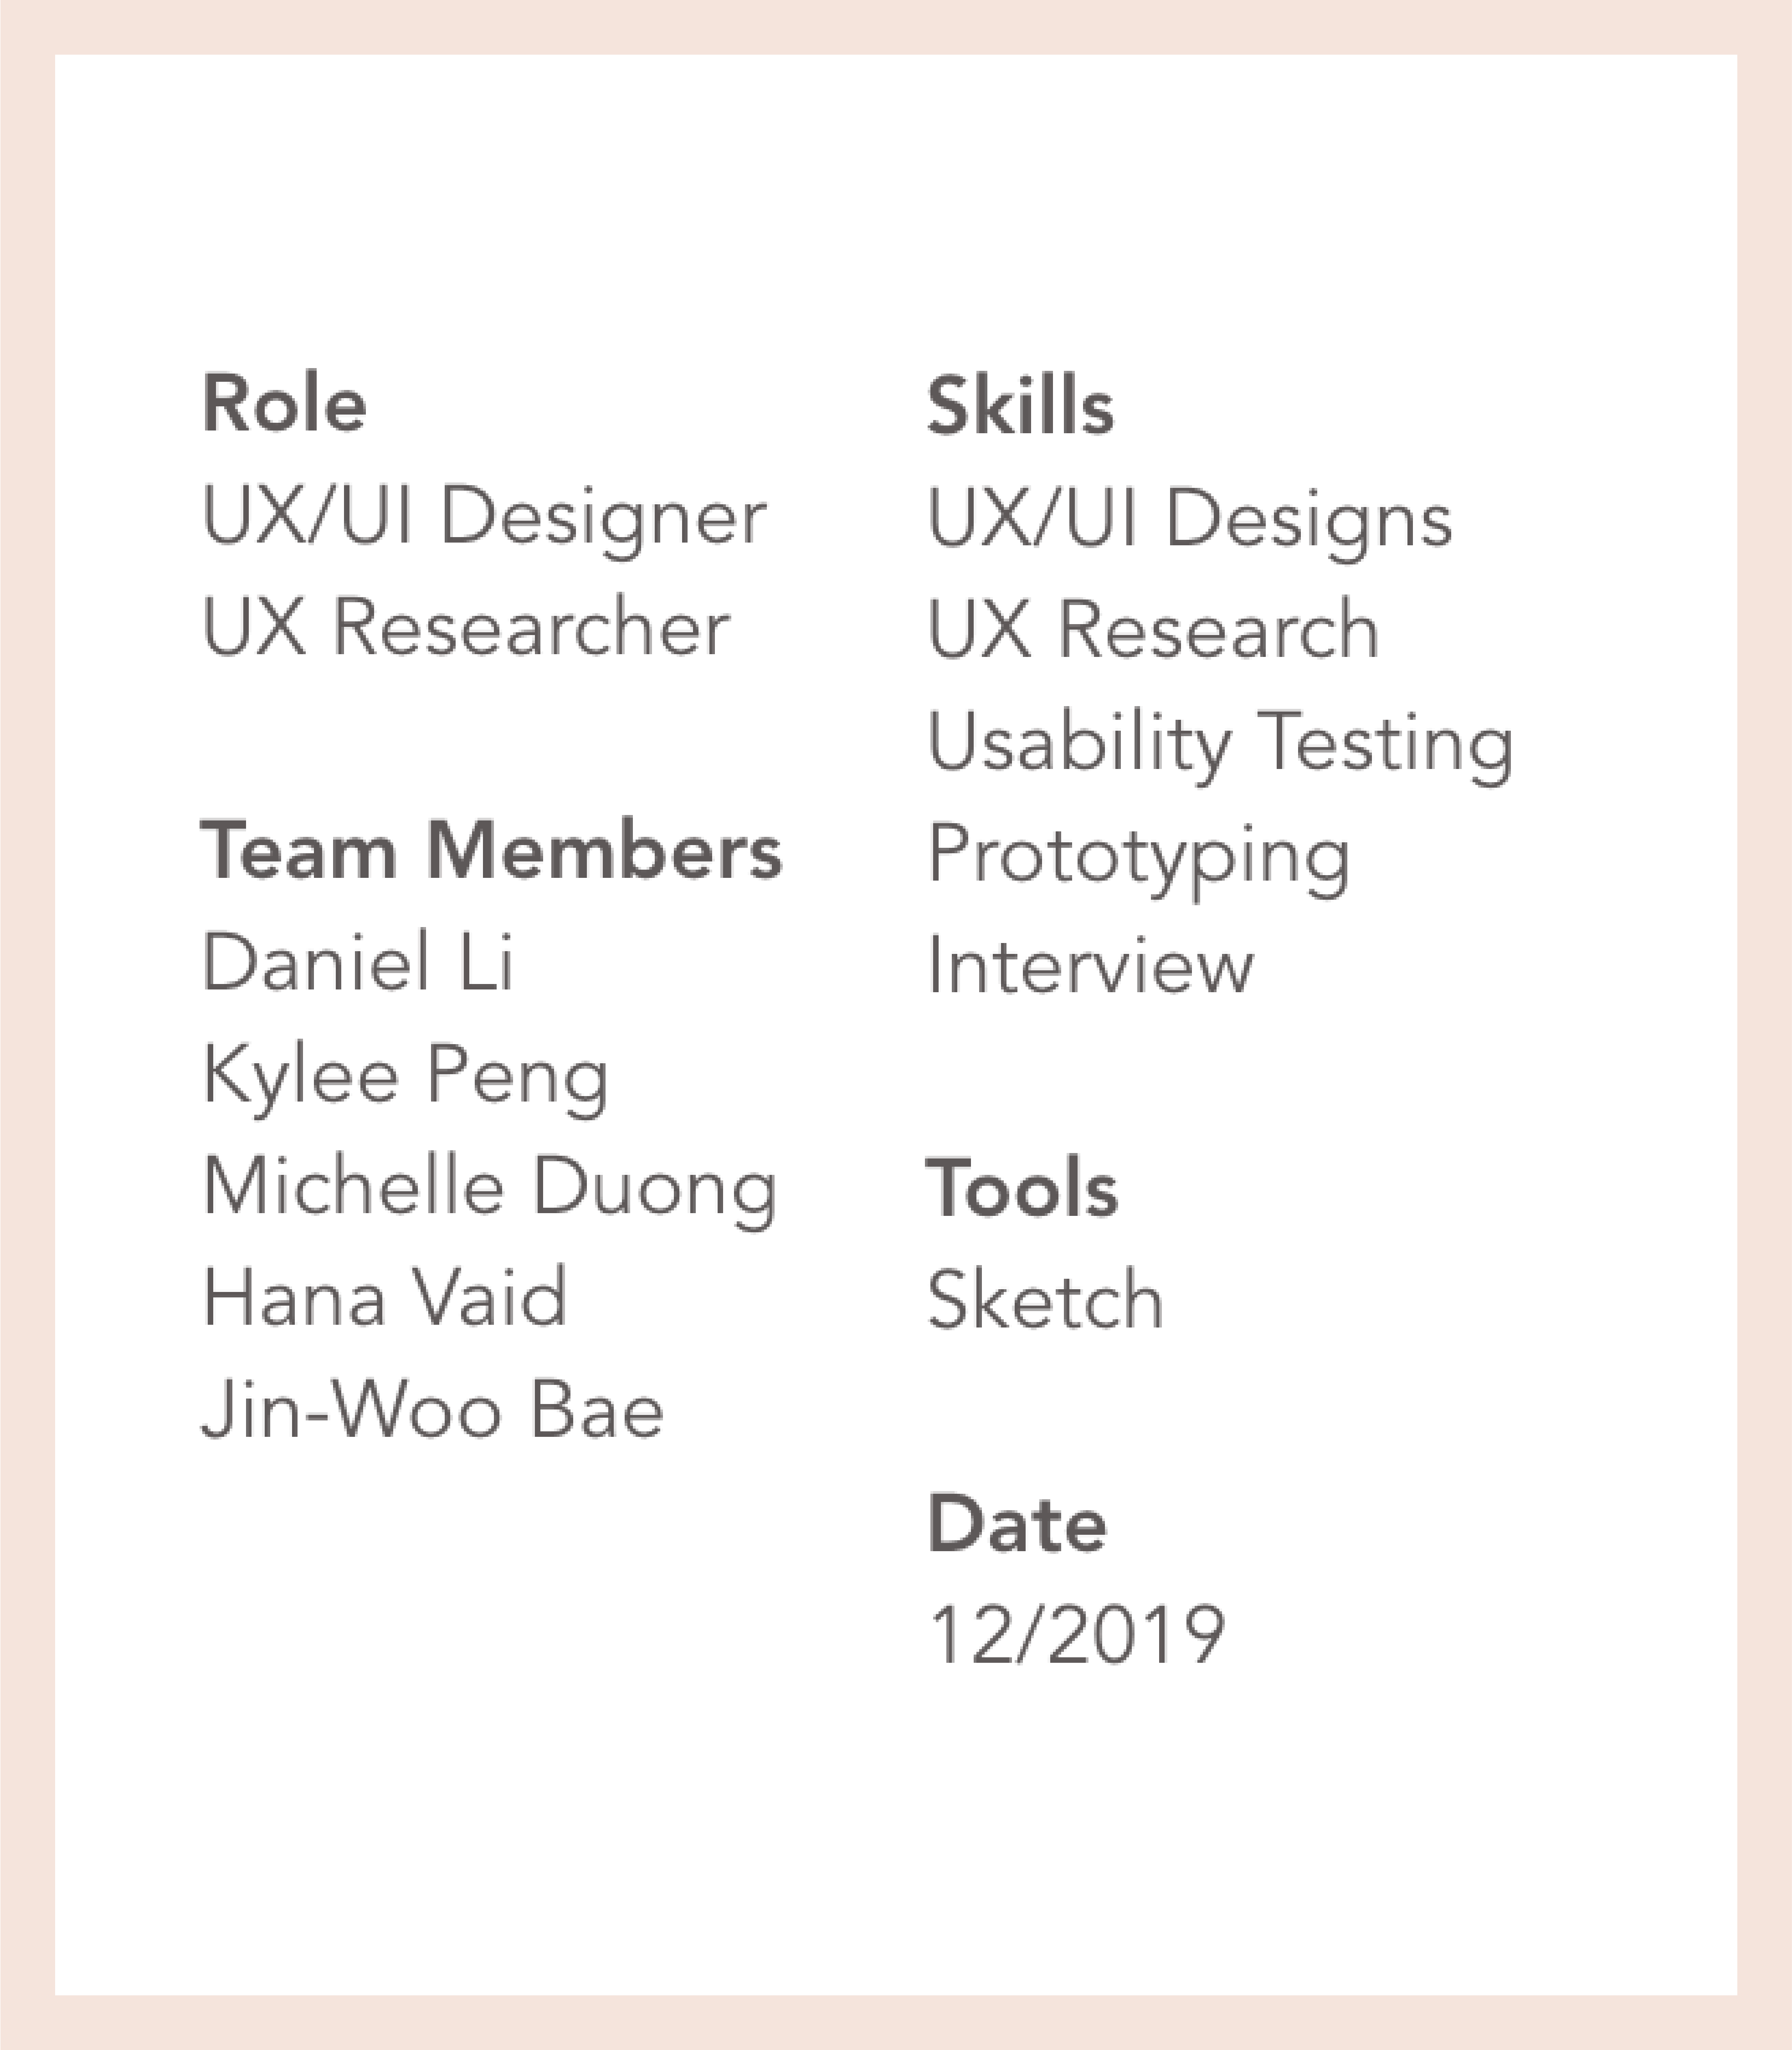 Role
UX/UI Designer
UX Researcher
Team Members
Daniel Li
Kylee Peng
Michelle Duong
Hana Vaid
Jin-Woo Bae
Skills
UX/UI Designs
UX Research
Usability Testing
Prototyping
Interview
Tools
Sketch
Date
12/2019